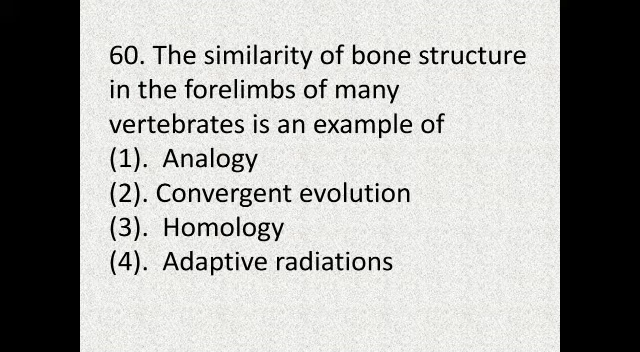 60. The similarity of bone structure
in the forelimbs of many
vertebrates is an example of
(1).  Analogy
(2). Convergent evolution
(3).  Homology
(4).  Adaptive radiations